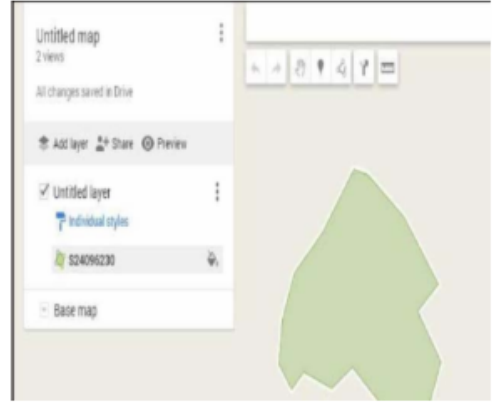 Untitled map
2 views
All changes saved in Drive
Add layer Share Preview
Untitled layer
Individual styles
S24096230
Base map